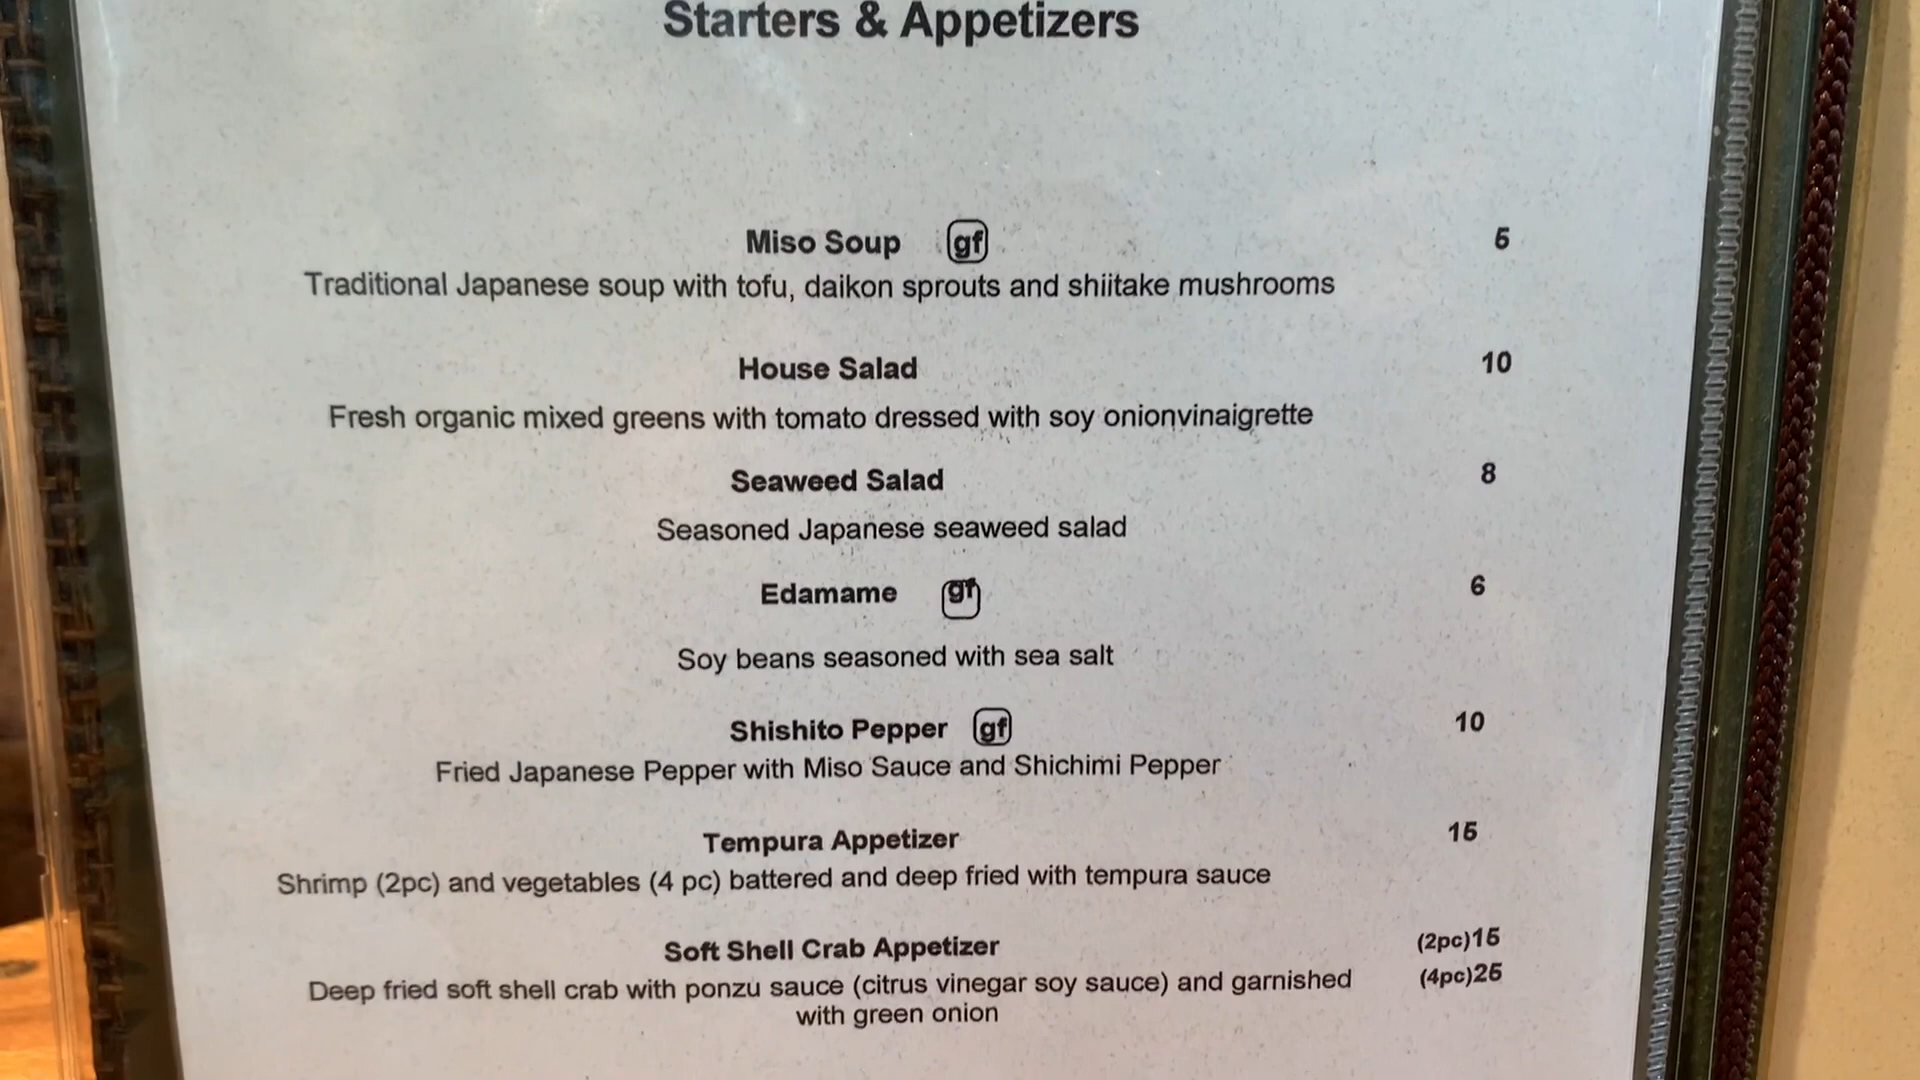 Starters & Appetizers
Miso Soup gf 5
Traditional Japanese soup with tofu, daikon sprouts and shiitake mushrooms
House Salad 10
Fresh organic mixed greens with tomato dressed with soy onionvinaigrette
Seaweed Salad 8
Seasoned Japanese seaweed salad
Edamame gf 6
Soy beans seasoned with sea salt
Shishito Pepper gf 10
Fried Japanese Pepper with Miso Sauce and Shichimi Pepper
Tempura Appetizer 15
Shrimp (2pc) and vegetables (4 pc) battered and deep fried with tempura sauce
Soft Shell Crab Appetizer (2pc)15
Deep fried soft shell crab with ponzu sauce (citrus vinegar soy sauce) and garnished (4pc)25
with green onion